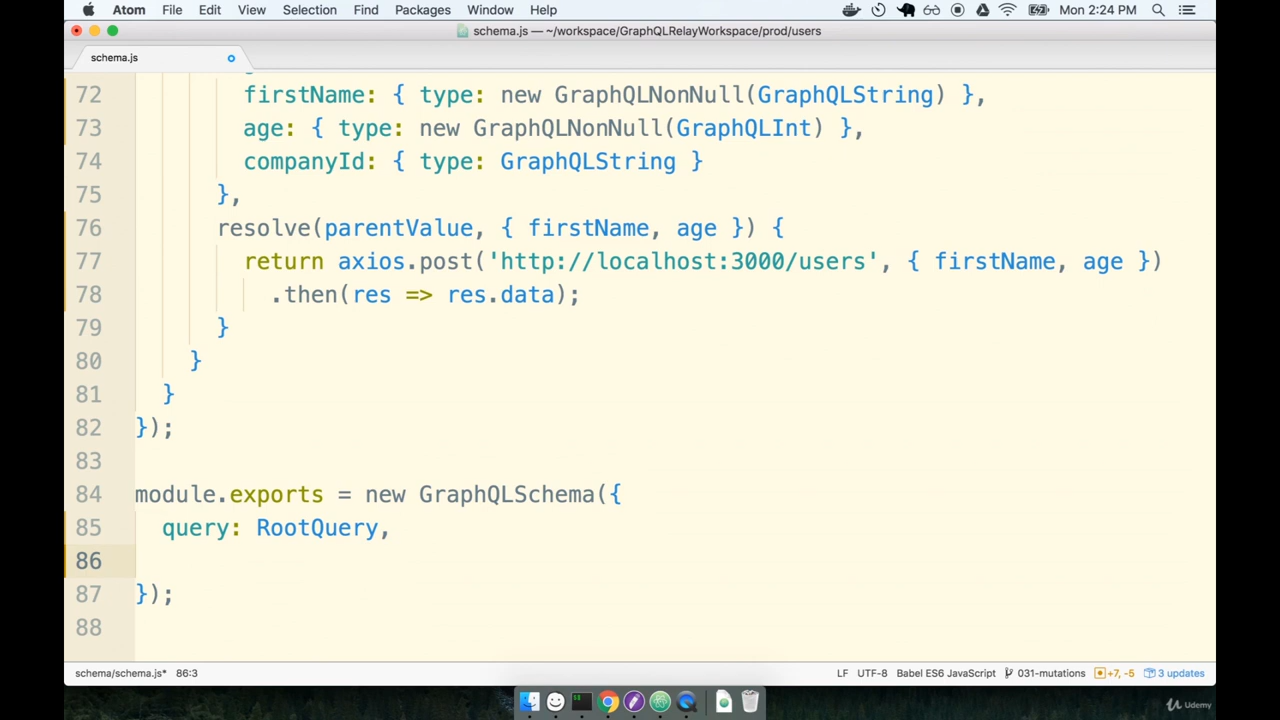 Atom File Edit View Selection Find Packages Window Help Mon 2:24 PM
schema.js — ~/workspace/GraphQLRelayWorkspace/prod/users
schema.js
72 firstName: { type: new GraphQLNonNull(GraphQLString) },
73 age: { type: new GraphQLNonNull(GraphQLInt) },
74 companyId: { type: GraphQLString }
75 },
76 resolve(parentValue, { firstName, age }) {
77 return axios.post('http://localhost:3000/users', { firstName, age })
78 .then(res => res.data);
79 }
80 }
81 }
82 });
83
84 module.exports = new GraphQLSchema({
85 query: RootQuery,
86
87 });
88
schema/schema.js* 86:3 LF UTF-8 Babel ES6 JavaScript 031-mutations +7, -5 3 updates
Udemy